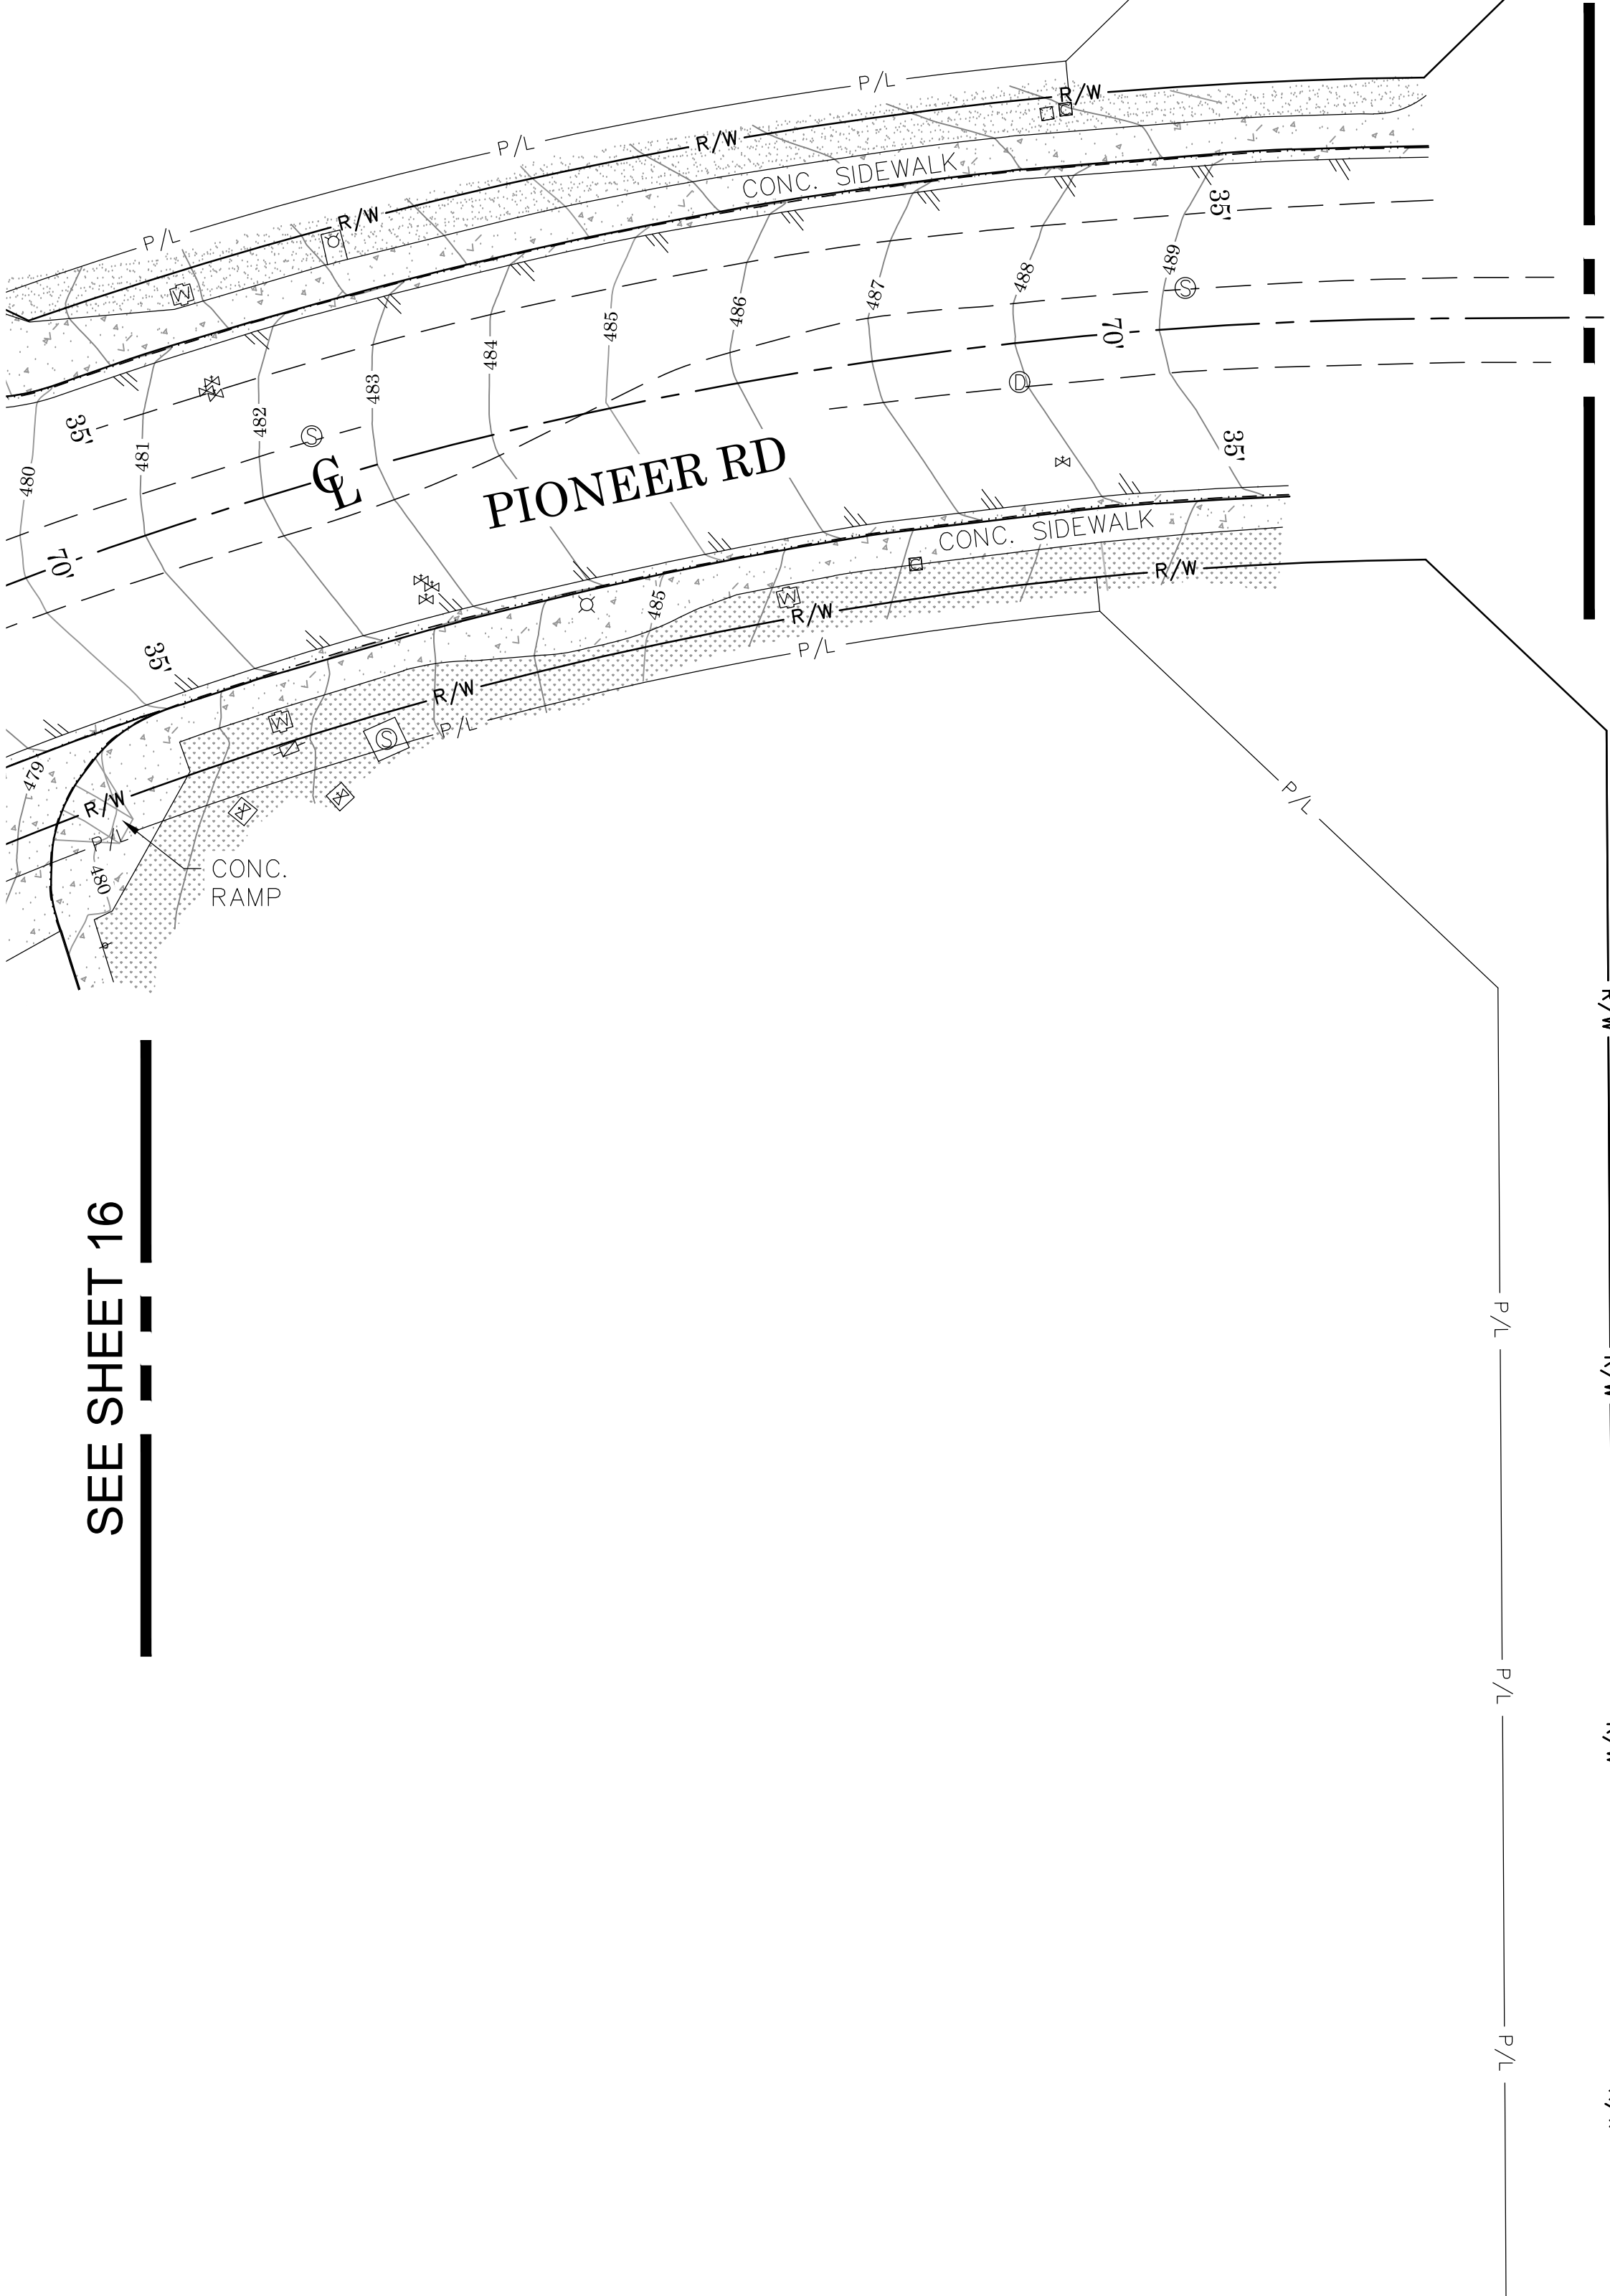 P/L
R/W
P/L
R/W
CONC. SIDEWALK
R/W
P/L
W
35'
489
S
488
487
486
485
484
483
482
481
480
35'
70'
D
35'
S
CL
PIONEER RD
70'
35'
CONC. SIDEWALK
R/W
485
W
R/W
P/L
R/W
P/L
W
S
479
R/W
P/L
480
CONC.
RAMP
P/L
R/W
SEE SHEET 16
P/L
R/W
P/L
P/L